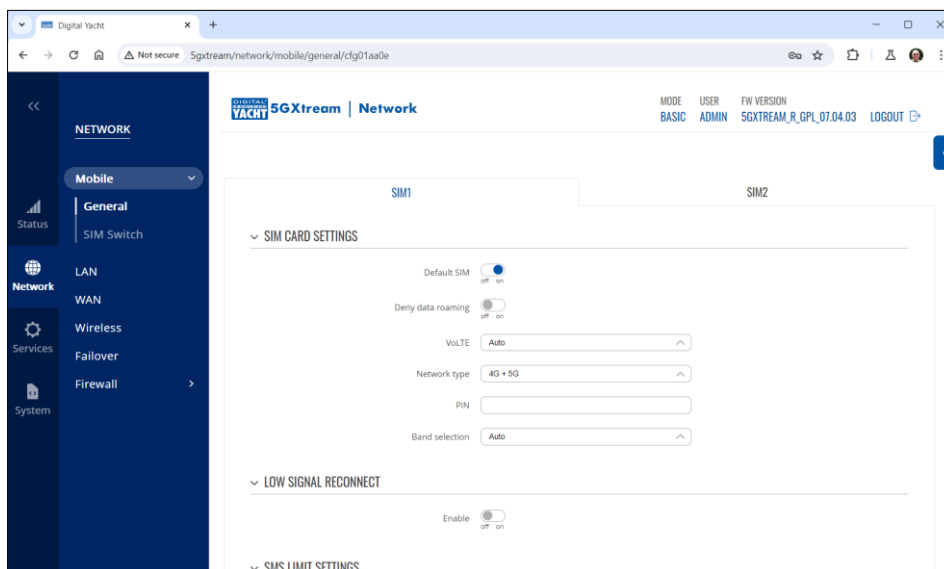 Digital Yacht
Not secure 5gxtream/network/mobile/general/cfg01aa0e
DIGITAL YACHT 5GXtream | Network
MODE USER FW VERSION
BASIC ADMIN 5GXTREAM_R_GPL_07.04.03 LOGOUT
NETWORK
Mobile
General
SIM Switch
LAN
WAN
Wireless
Failover
Firewall
Status
Network
Services
System
SIM1 SIM2
SIM CARD SETTINGS
Default SIM
off on
Deny data roaming
off on
VoLTE Auto
Network type 4G + 5G
PIN
Band selection Auto
LOW SIGNAL RECONNECT
Enable
off on
SMS LIMIT SETTINGS